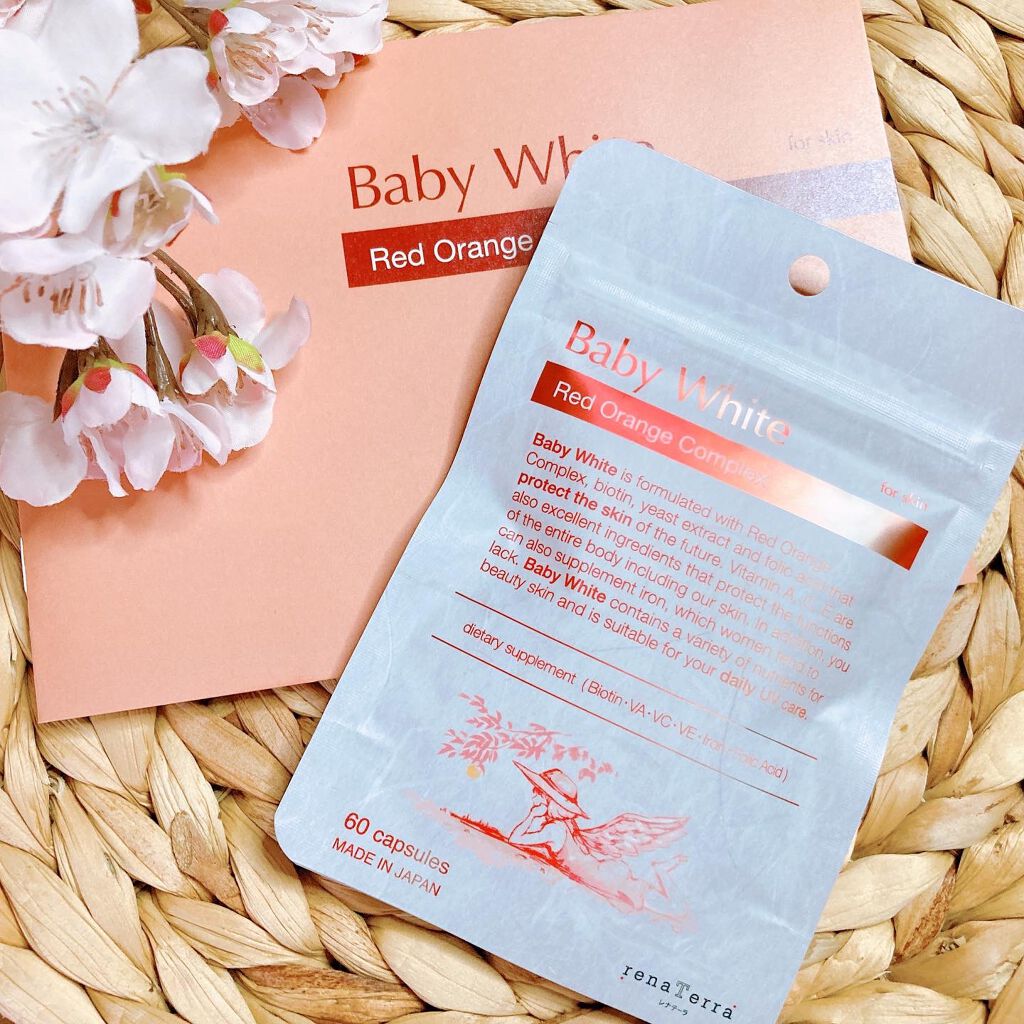 Baby White
for skin
Red Orange
Baby White
Red Orange Complex
for skin
Baby White is formulated with Red Orange
Complex, biotin, yeast extract and folic acid that
protect the skin of the future. Vitamin A, C, E are
also excellent ingredients that protect the functions
of the entire body including our skin. In addition, you
can also supplement iron, which women tend to
lack. Baby White contains a variety of nutrients for
beauty skin and is suitable for your daily UV care.
dietary supplement (Biotin・VA・VC・VE・Iron・Folic Acid)
60 capsules
MADE IN JAPAN
renaTerra
レナテーラ